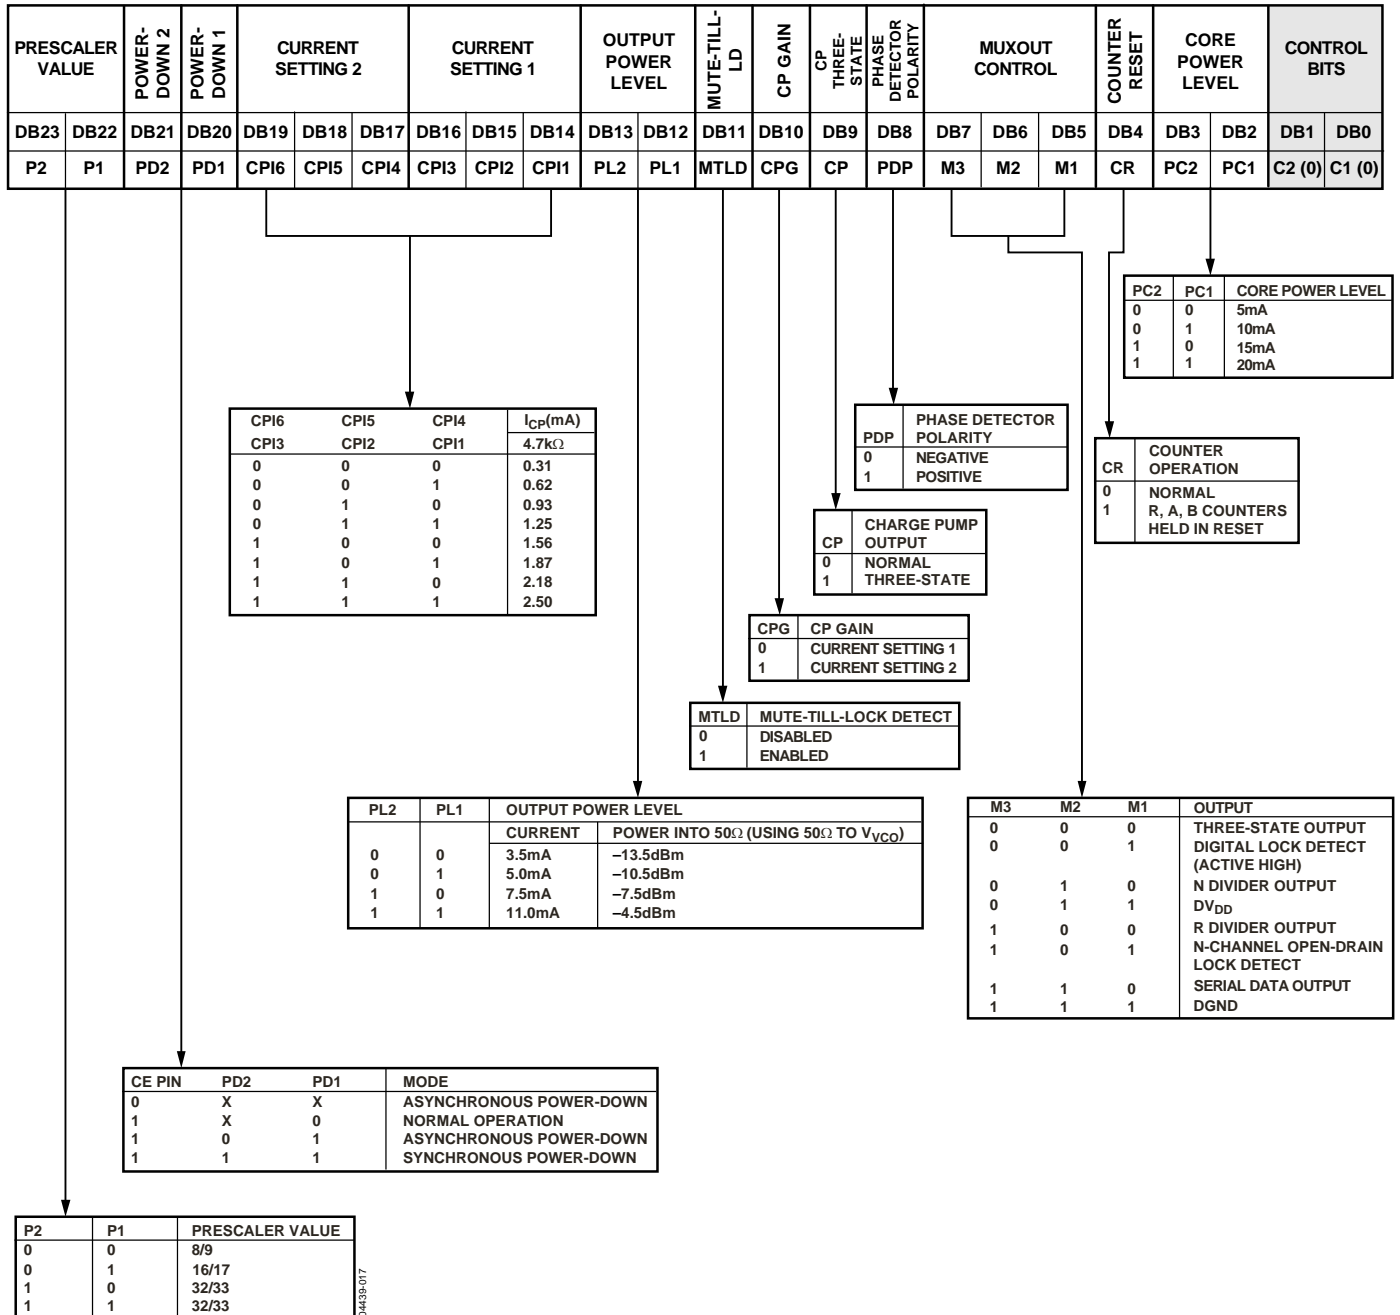 PRESCALER VALUE
POWER-DOWN 2
POWER-DOWN 1
CURRENT SETTING 2
CURRENT SETTING 1
OUTPUT POWER LEVEL
MUTE-TILL-LD
CP GAIN
CP THREE-STATE
PHASE DETECTOR POLARITY
MUXOUT CONTROL
COUNTER RESET
CORE POWER LEVEL
CONTROL BITS
DB23 DB22 DB21 DB20 DB19 DB18 DB17 DB16 DB15 DB14 DB13 DB12 DB11 DB10 DB9 DB8 DB7 DB6 DB5 DB4 DB3 DB2 DB1 DB0
P2 P1 PD2 PD1 CPI6 CPI5 CPI4 CPI3 CPI2 CPI1 PL2 PL1 MTLD CPG CP PDP M3 M2 M1 CR PC2 PC1 C2 (0) C1 (0)
PC2 PC1 CORE POWER LEVEL
0 0 5mA
0 1 10mA
1 0 15mA
1 1 20mA
CPI6 CPI5 CPI4 ICP(mA)
CPI3 CPI2 CPI1 4.7kΩ
0 0 0 0.31
0 0 1 0.62
0 1 0 0.93
0 1 1 1.25
1 0 0 1.56
1 0 1 1.87
1 1 0 2.18
1 1 1 2.50
PHASE DETECTOR
PDP POLARITY
0 NEGATIVE
1 POSITIVE
COUNTER
CR OPERATION
0 NORMAL
1 R, A, B COUNTERS
HELD IN RESET
CHARGE PUMP
CP OUTPUT
0 NORMAL
1 THREE-STATE
CPG CP GAIN
0 CURRENT SETTING 1
1 CURRENT SETTING 2
MTLD MUTE-TILL-LOCK DETECT
0 DISABLED
1 ENABLED
PL2 PL1 OUTPUT POWER LEVEL
CURRENT POWER INTO 50Ω (USING 50Ω TO VVCO)
0 0 3.5mA –13.5dBm
0 1 5.0mA –10.5dBm
1 0 7.5mA –7.5dBm
1 1 11.0mA –4.5dBm
M3 M2 M1 OUTPUT
0 0 0 THREE-STATE OUTPUT
0 0 1 DIGITAL LOCK DETECT
(ACTIVE HIGH)
0 1 0 N DIVIDER OUTPUT
0 1 1 DVDD
1 0 0 R DIVIDER OUTPUT
1 0 1 N-CHANNEL OPEN-DRAIN
LOCK DETECT
1 1 0 SERIAL DATA OUTPUT
1 1 1 DGND
CE PIN PD2 PD1 MODE
0 X X ASYNCHRONOUS POWER-DOWN
1 X 0 NORMAL OPERATION
1 0 1 ASYNCHRONOUS POWER-DOWN
1 1 1 SYNCHRONOUS POWER-DOWN
P2 P1 PRESCALER VALUE
0 0 8/9
0 1 16/17
1 0 32/33
1 1 32/33
04439-017